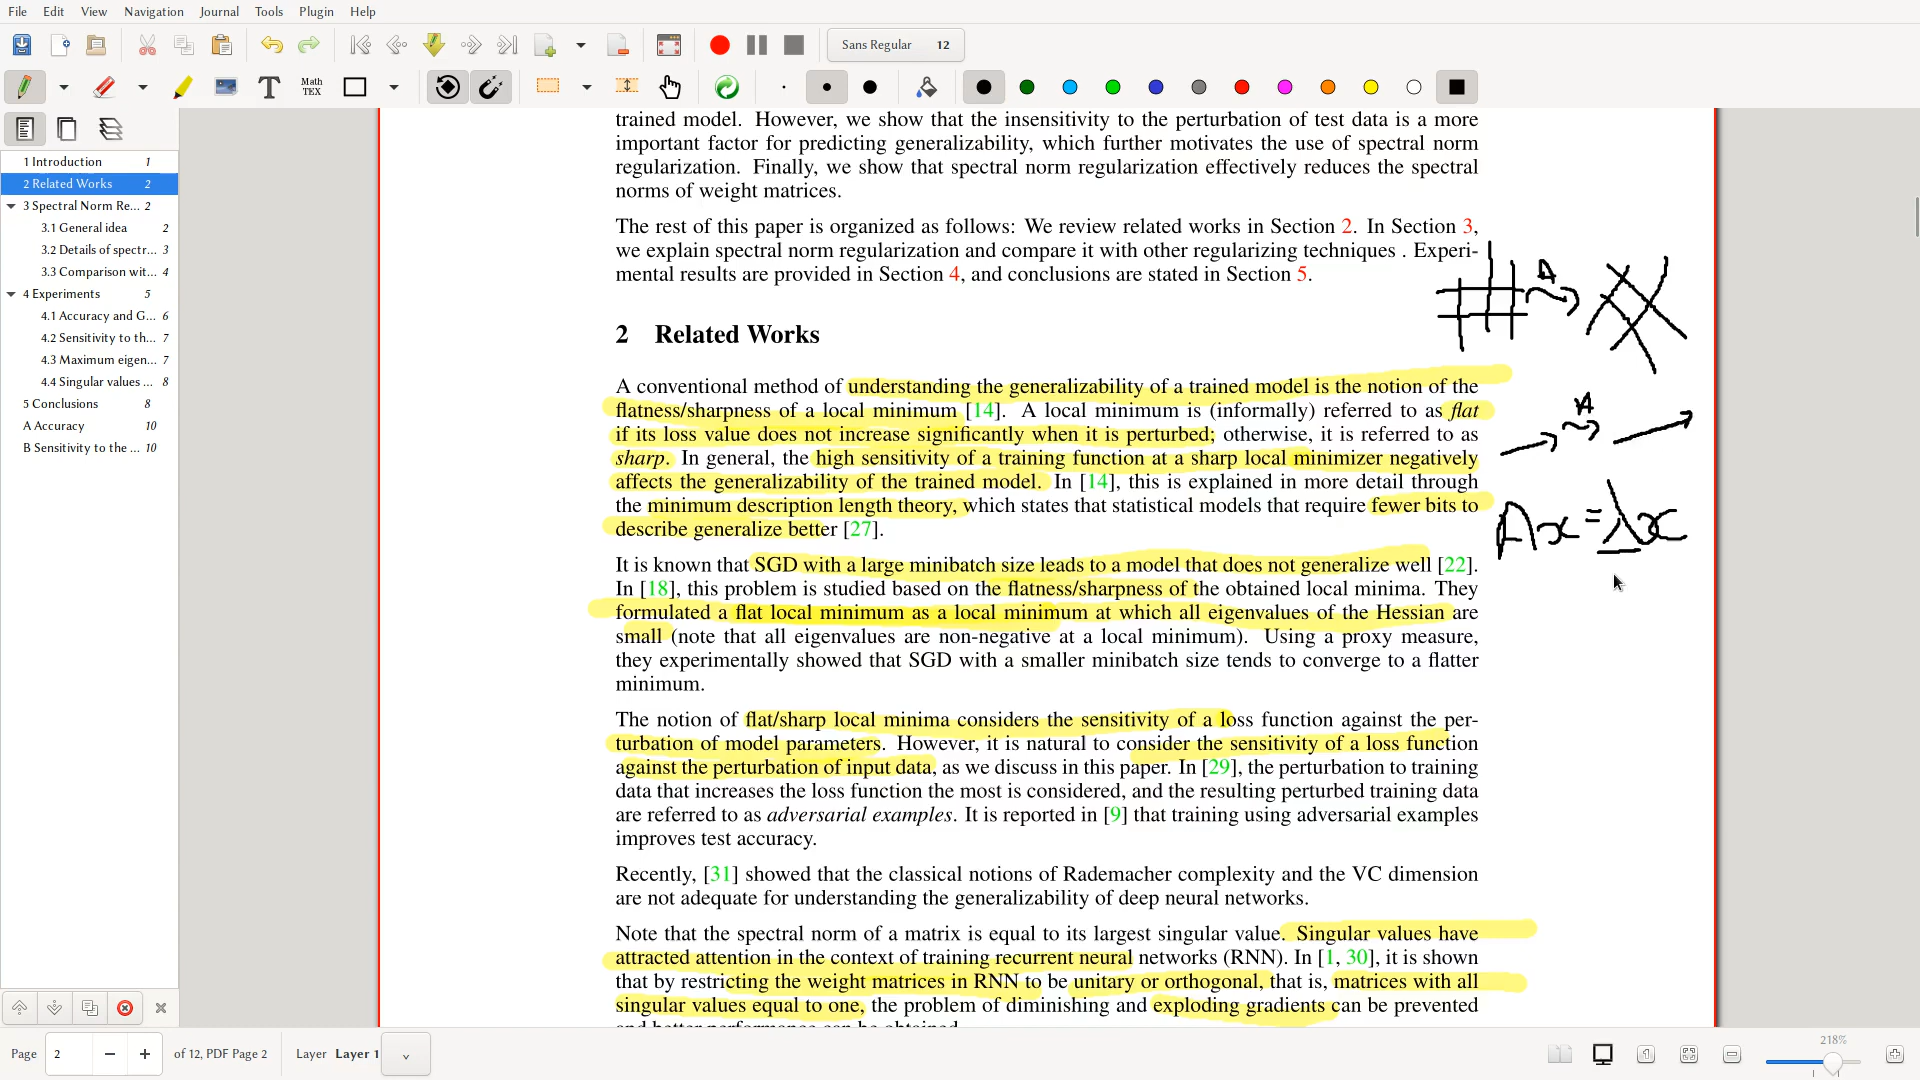 File Edit View Navigation Journal Tools Plugin Help
Sans Regular 12
Math
TEX
1 Introduction 1
2 Related Works 2
3 Spectral Norm Re... 2
3.1 General idea 2
3.2 Details of spectr... 3
3.3 Comparison wit... 4
4 Experiments 5
4.1 Accuracy and G... 6
4.2 Sensitivity to th... 7
4.3 Maximum eigen... 7
4.4 Singular values ... 8
5 Conclusions 8
A Accuracy 10
B Sensitivity to the ... 10
trained model. However, we show that the insensitivity to the perturbation of test data is a more
important factor for predicting generalizability, which further motivates the use of spectral norm
regularization. Finally, we show that spectral norm regularization effectively reduces the spectral
norms of weight matrices.
The rest of this paper is organized as follows: We review related works in Section 2. In Section 3,
we explain spectral norm regularization and compare it with other regularizing techniques . Experi-
mental results are provided in Section 4, and conclusions are stated in Section 5.
A
2 Related Works
A conventional method of understanding the generalizability of a trained model is the notion of the
flatness/sharpness of a local minimum [14]. A local minimum is (informally) referred to as flat
if its loss value does not increase significantly when it is perturbed; otherwise, it is referred to as
sharp. In general, the high sensitivity of a training function at a sharp local minimizer negatively
affects the generalizability of the trained model. In [14], this is explained in more detail through
the minimum description length theory, which states that statistical models that require fewer bits to
describe generalize better [27].
A
Ax = λx
It is known that SGD with a large minibatch size leads to a model that does not generalize well [22].
In [18], this problem is studied based on the flatness/sharpness of the obtained local minima. They
formulated a flat local minimum as a local minimum at which all eigenvalues of the Hessian are
small (note that all eigenvalues are non-negative at a local minimum). Using a proxy measure,
they experimentally showed that SGD with a smaller minibatch size tends to converge to a flatter
minimum.
The notion of flat/sharp local minima considers the sensitivity of a loss function against the per-
turbation of model parameters. However, it is natural to consider the sensitivity of a loss function
against the perturbation of input data, as we discuss in this paper. In [29], the perturbation to training
data that increases the loss function the most is considered, and the resulting perturbed training data
are referred to as adversarial examples. It is reported in [9] that training using adversarial examples
improves test accuracy.
Recently, [31] showed that the classical notions of Rademacher complexity and the VC dimension
are not adequate for understanding the generalizability of deep neural networks.
Note that the spectral norm of a matrix is equal to its largest singular value. Singular values have
attracted attention in the context of training recurrent neural networks (RNN). In [1, 30], it is shown
that by restricting the weight matrices in RNN to be unitary or orthogonal, that is, matrices with all
singular values equal to one, the problem of diminishing and exploding gradients can be prevented
and better performance can be obtained.
Page 2 of 12, PDF Page 2 Layer Layer 1 218%